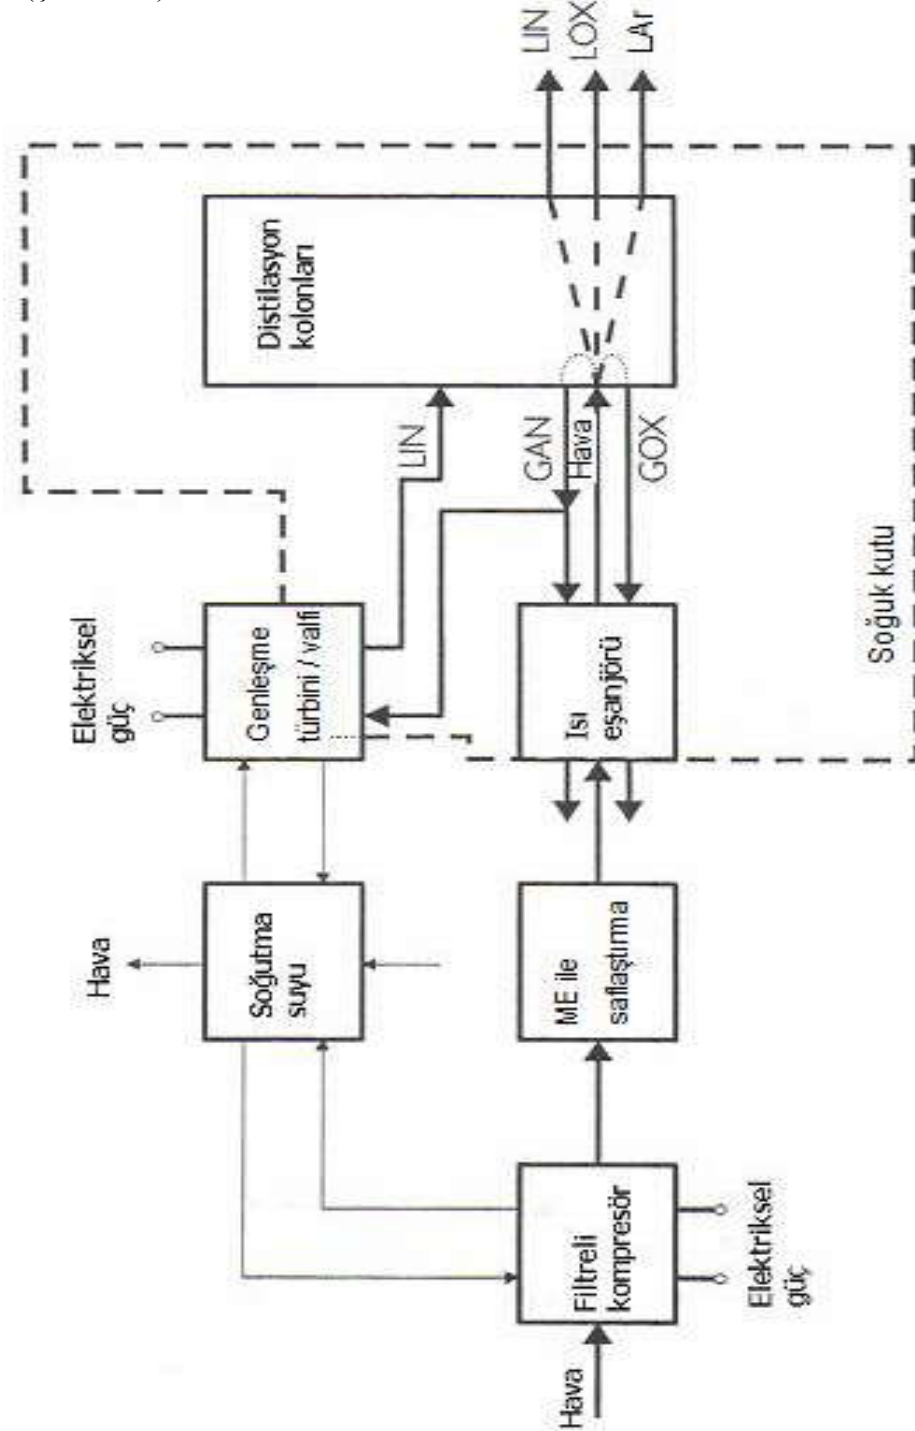 Hava
Filtreli
kompresör
Elektriksel
güç
ME ile
saflaştırma
Hava
Soğutma
suyu
Isı
eşanjörü
Elektriksel
güç
Genleşme
türbini / valfi
LIN
GAN
Hava
GOX
Distilasyon
kolonları
LIN
LOX
LAr
Soğuk kutu